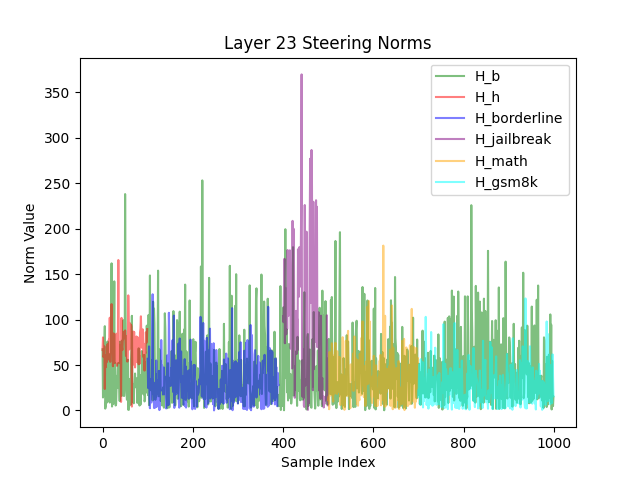 Layer 23 Steering Norms
H_b
H_h
H_borderline
H_jailbreak
H_math
H_gsm8k
Norm Value
350
300
250
200
150
100
50
0
0 200 400 600 800 1000
Sample Index